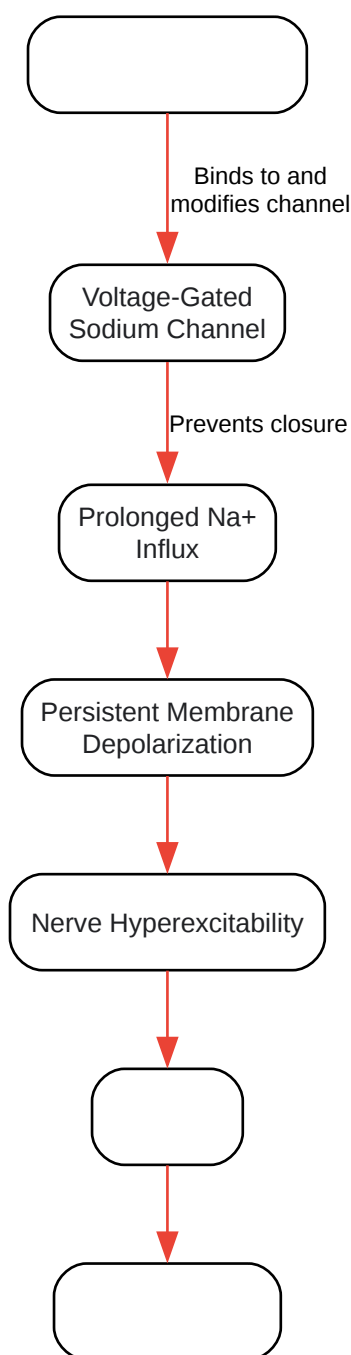 Binds to and
modifies channel
Voltage-Gated
Sodium Channel
Prevents closure
Prolonged Na+
Influx
Persistent Membrane
Depolarization
Nerve Hyperexcitability